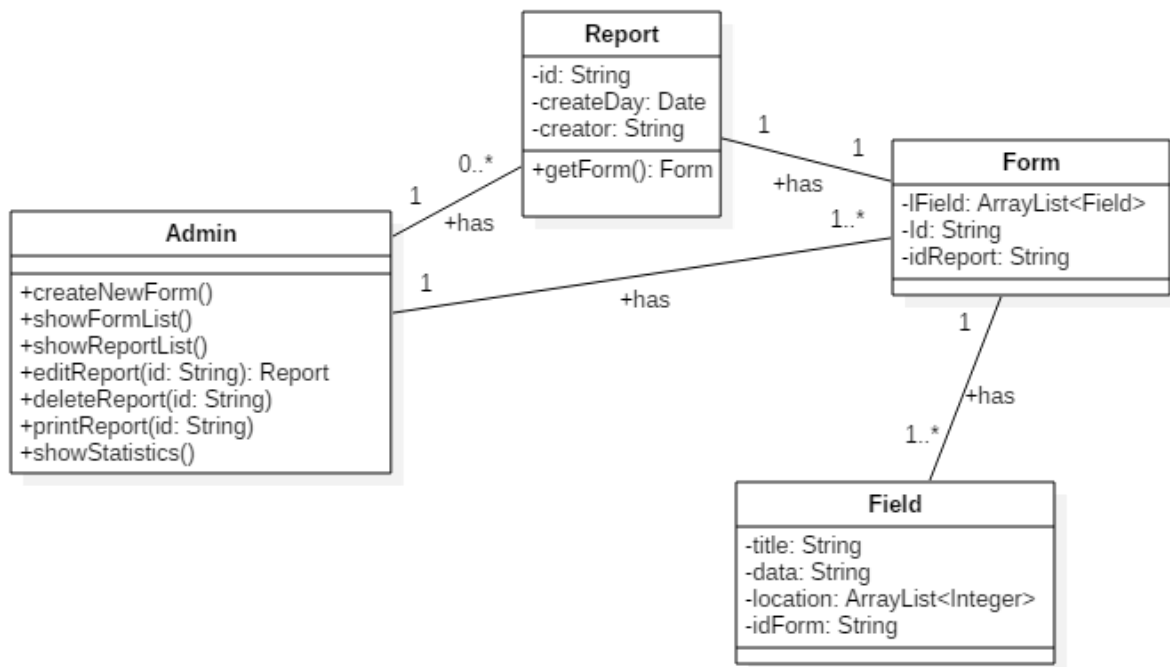 Report
-id: String
-createDay: Date
-creator: String
+getForm(): Form
1
1
+has
0..*
1
+has
Form
-lField: ArrayList<Field>
-Id: String
-idReport: String
Admin
+createNewForm()
+showFormList()
+showReportList()
+editReport(id: String): Report
+deleteReport(id: String)
+printReport(id: String)
+showStatistics()
1..*
1
+has
1
+has
1..*
Field
-title: String
-data: String
-location: ArrayList<Integer>
-idForm: String